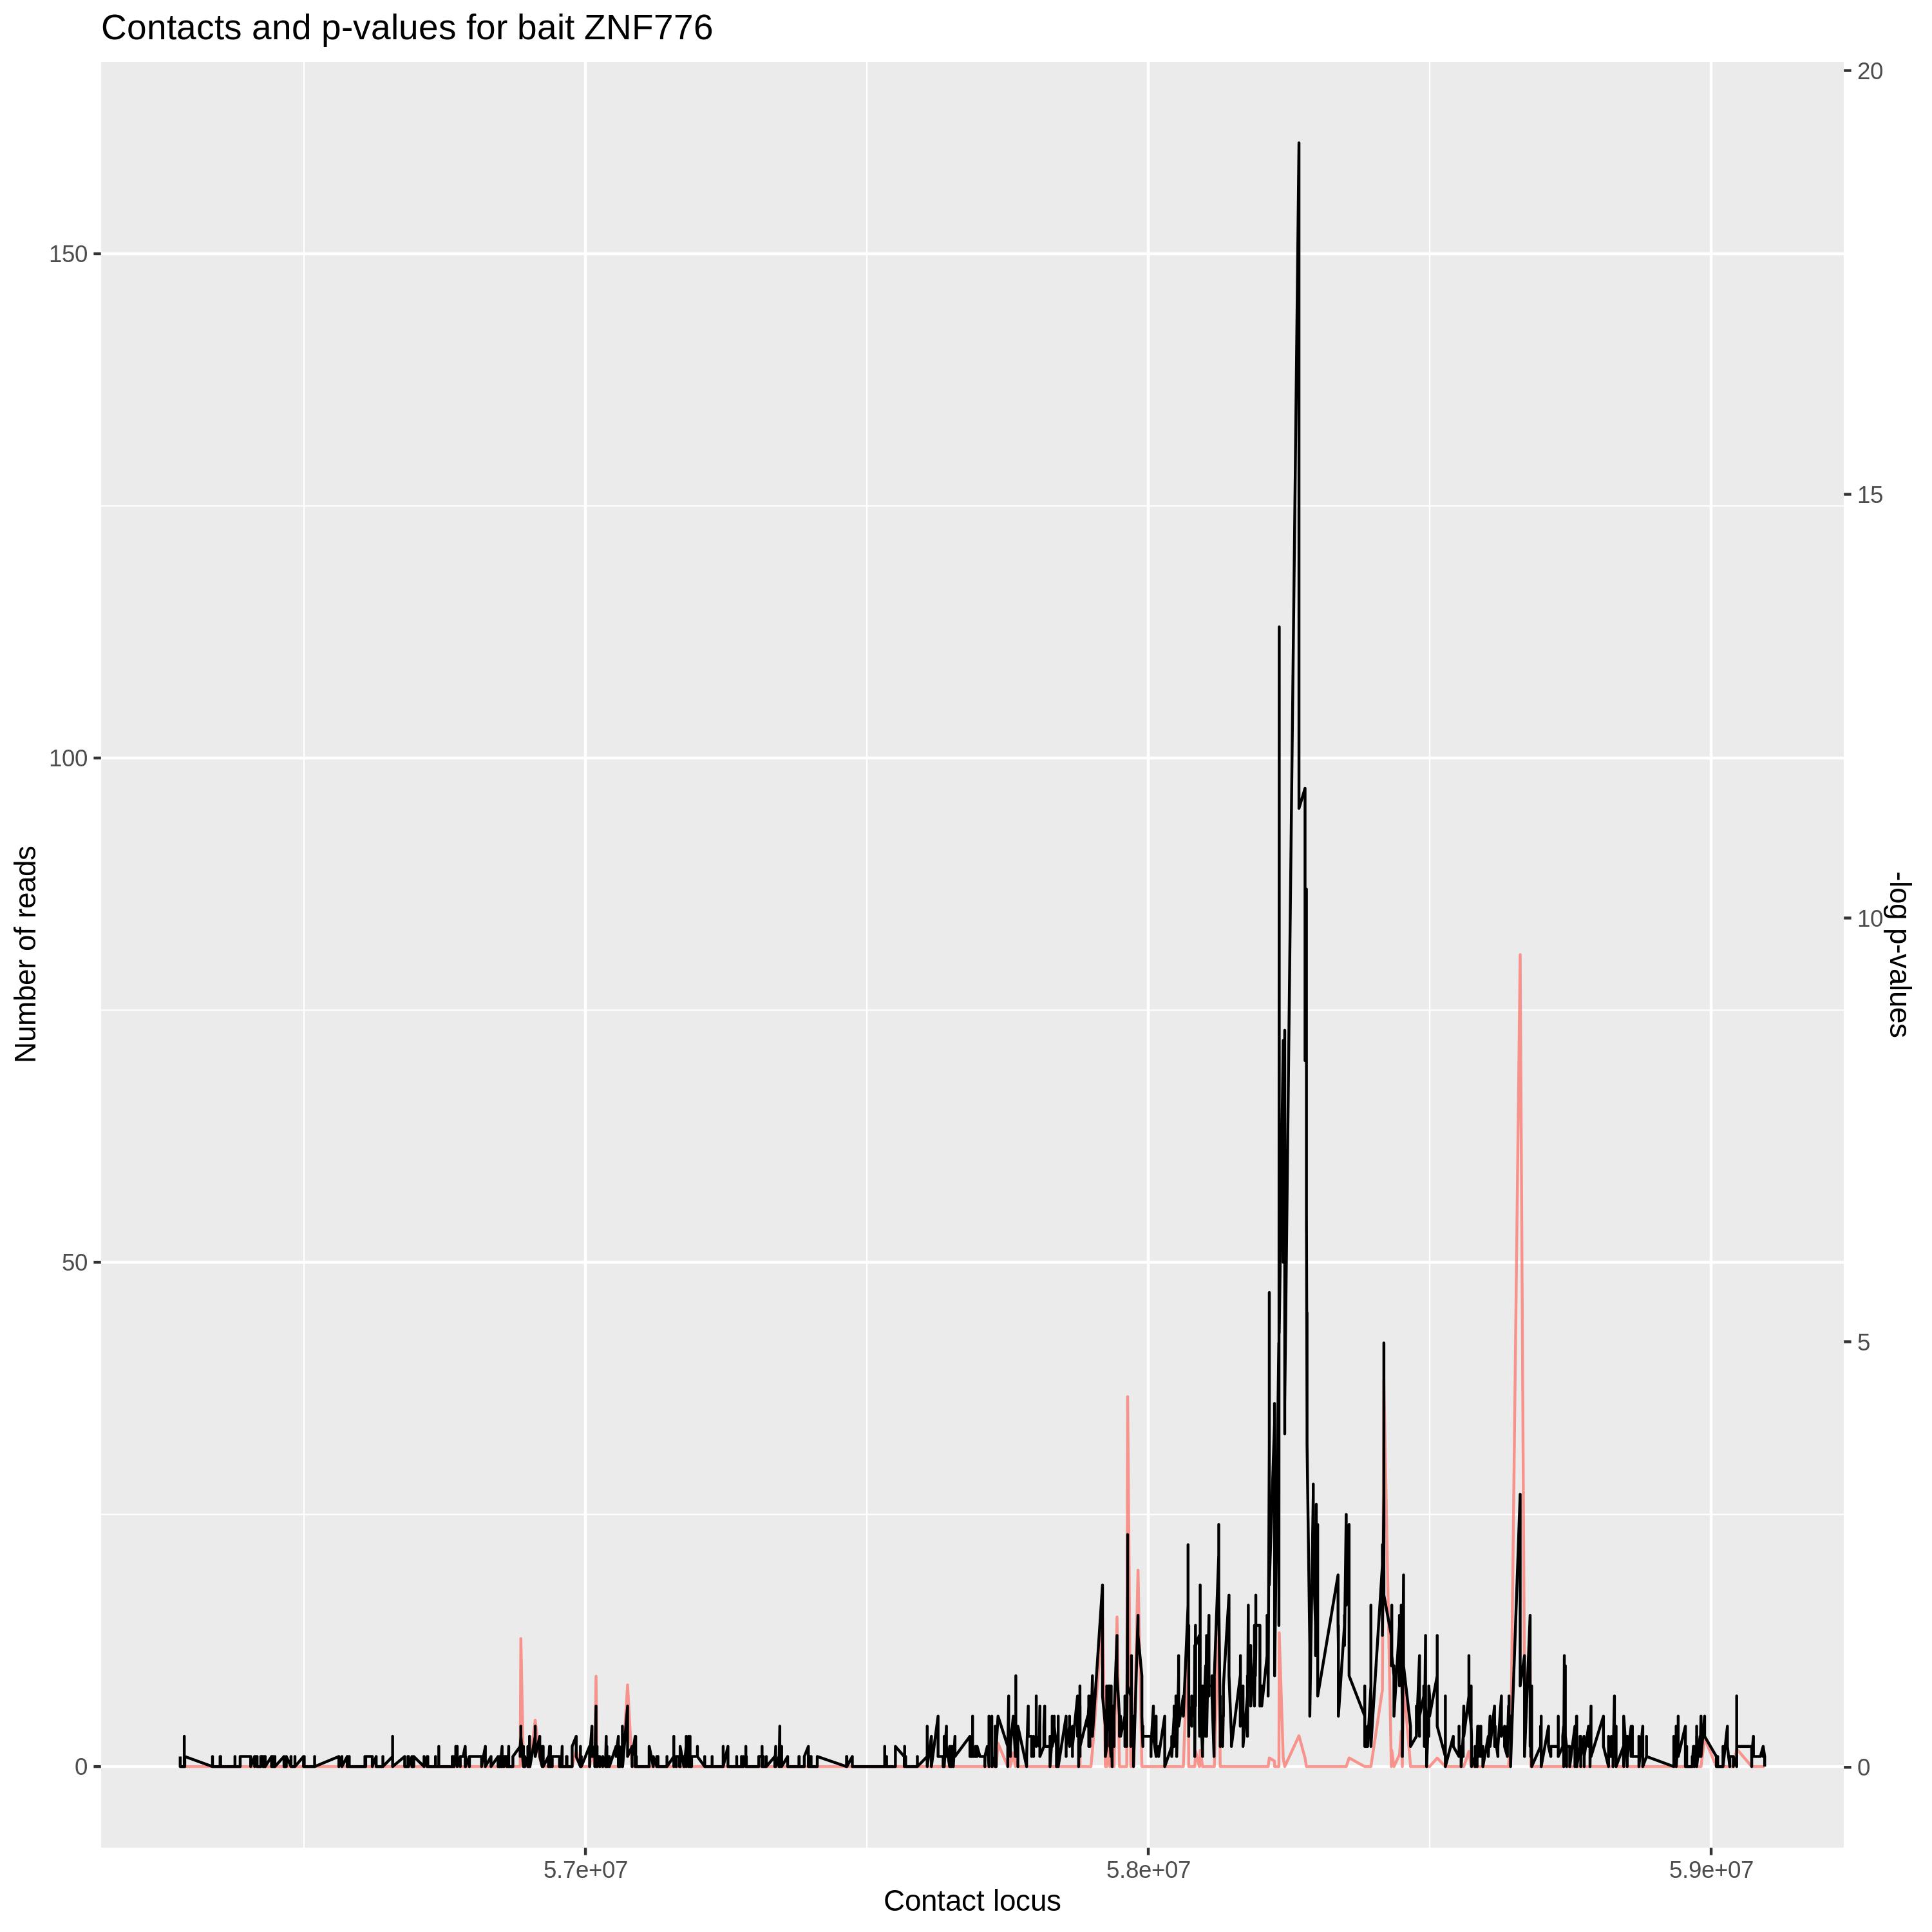 Contacts and p-values for bait ZNF776
150
100
50
0
Number of reads
20
15
10
5
0
-log p-values
5.7e+07
5.8e+07
5.9e+07
Contact locus